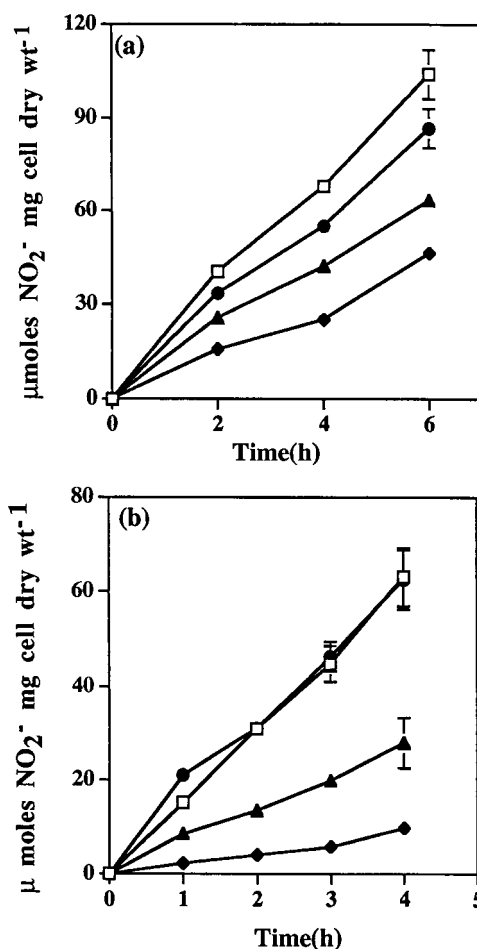 (a)
120
90
60
30
0
μmoles NO₂⁻ mg cell dry wt⁻¹
0 2 4 6
Time(h)
(b)
80
60
40
20
0
μ moles NO₂⁻ mg cell dry wt⁻¹
0 1 2 3 4 5
Time(h)